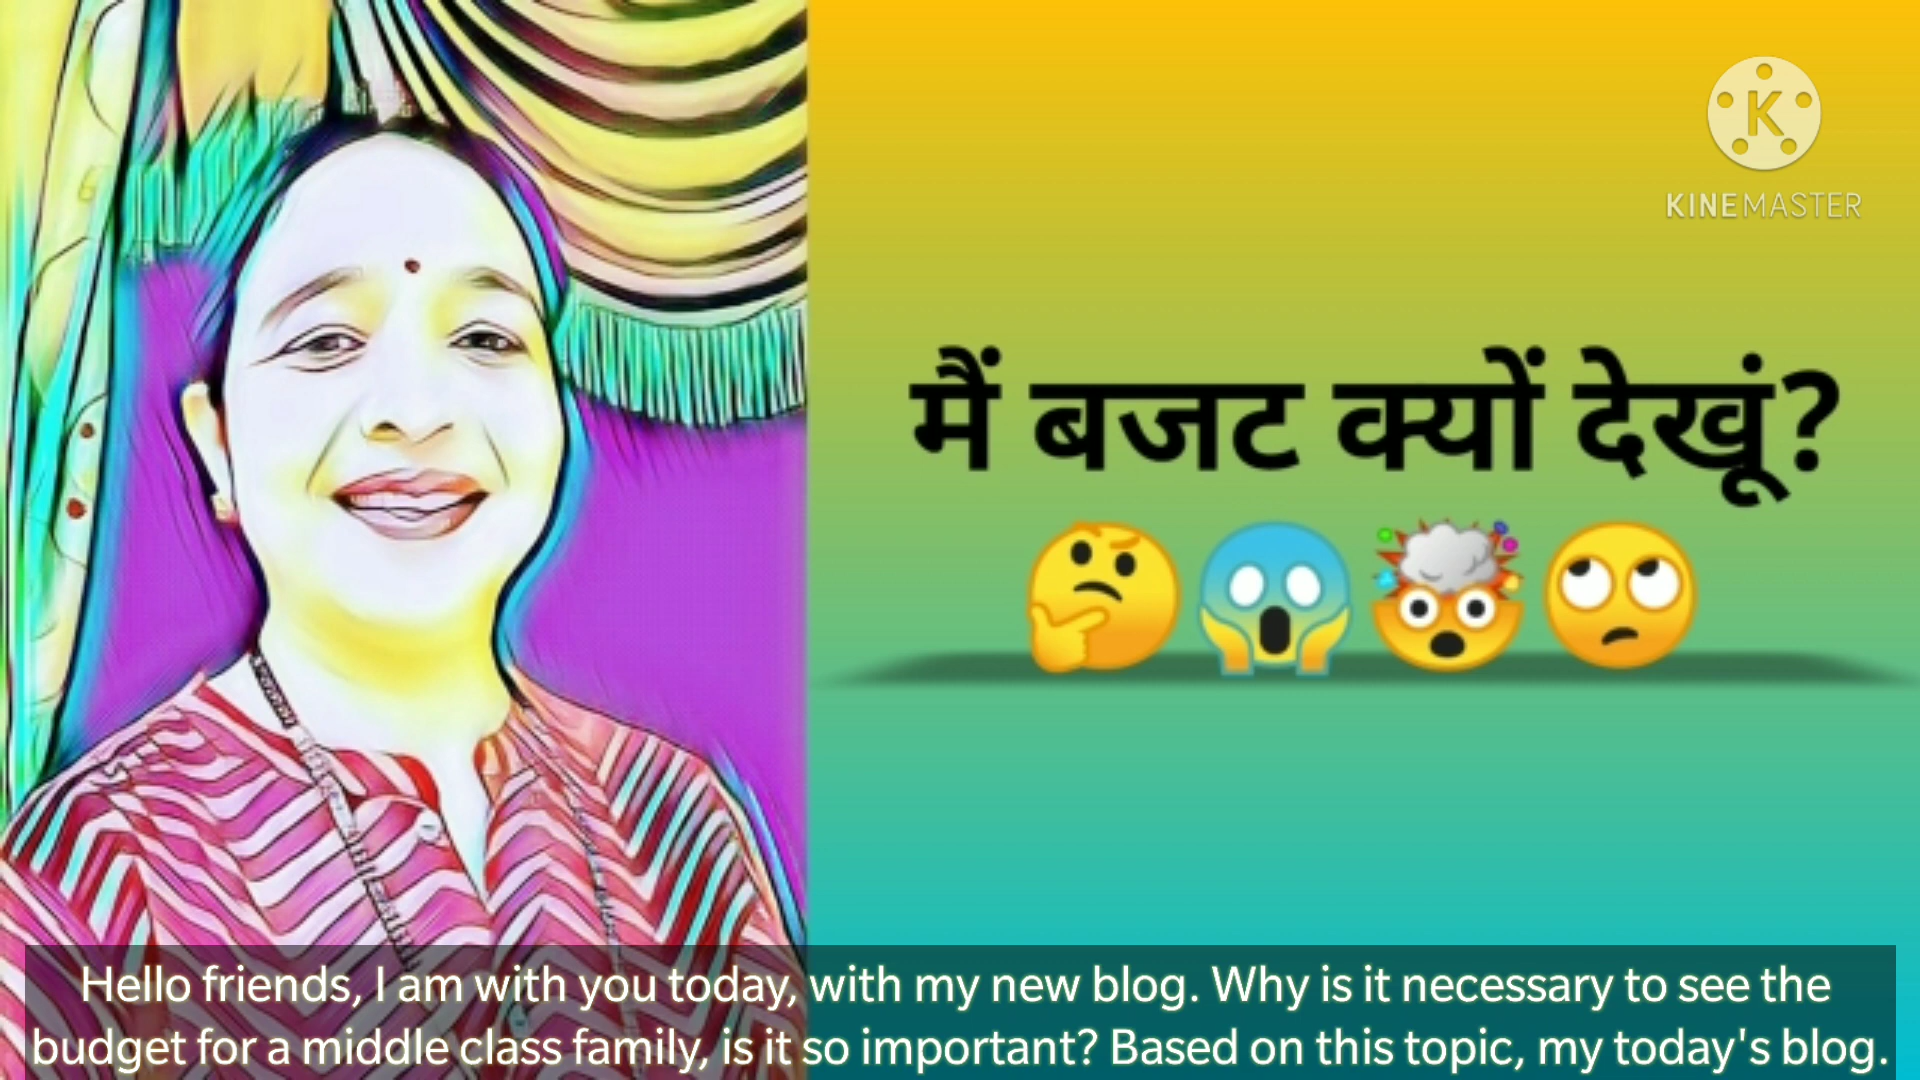 K
KINEMASTER
मैं बजट क्यों देखूं?
Hello friends, I am with you today, with my new blog. Why is it necessary to see the
budget for a middle class family, is it so important? Based on this topic, my today's blog.